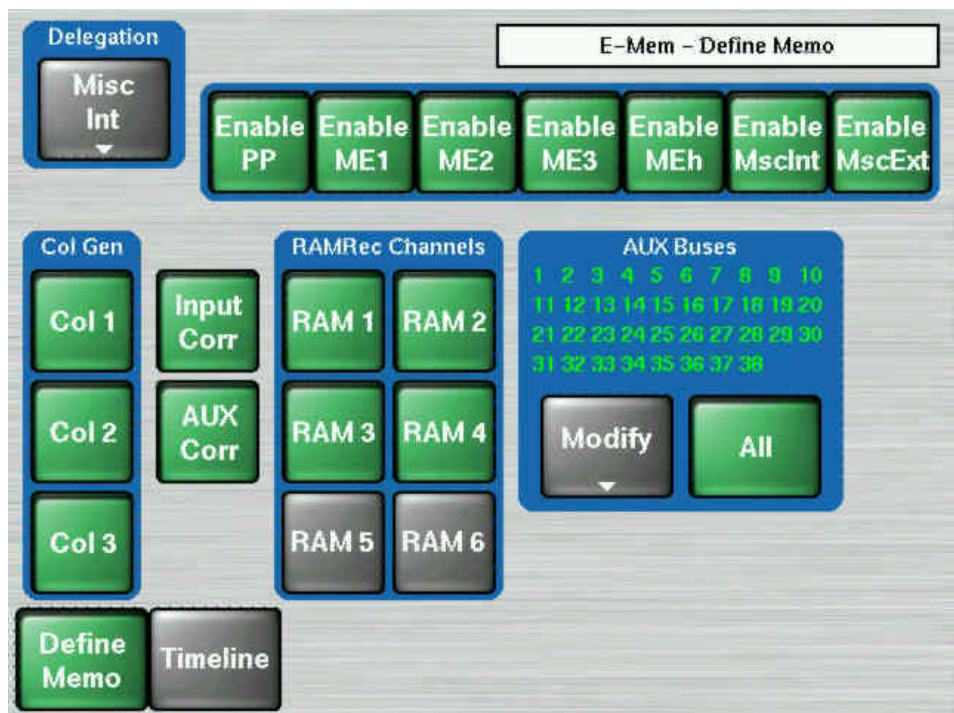 Delegation
Misc
Int
E-Mem - Define Memo
Enable PP
Enable ME1
Enable ME2
Enable ME3
Enable MEh
Enable MscInt
Enable MscExt
Col Gen
Col 1
Col 2
Col 3
Input
Corr
AUX
Corr
RAMRec Channels
RAM 1 RAM 2
RAM 3 RAM 4
RAM 5 RAM 6
AUX Buses
1 2 3 4 5 6 7 8 9 10
11 12 13 14 15 16 17 18 19 20
21 22 23 24 25 26 27 28 29 30
31 32 33 34 35 36 37 38
Modify
All
Define
Memo
Timeline